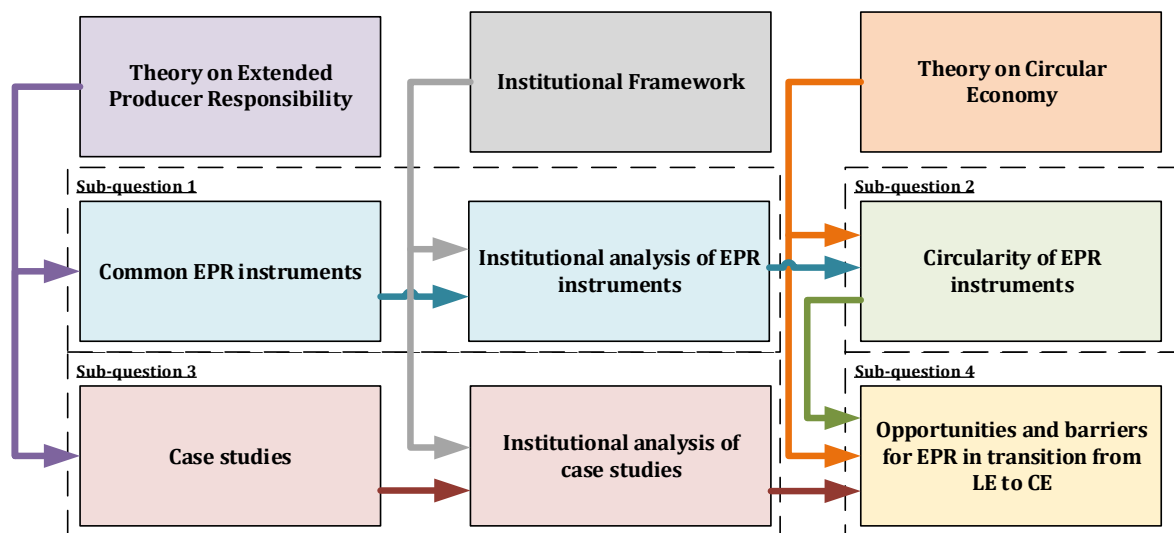 Theory on Extended
Producer Responsibility
Institutional Framework
Theory on Circular
Economy
Sub-question 1
Common EPR instruments
Institutional analysis of EPR
instruments
Sub-question 2
Circularity of EPR
instruments
Sub-question 3
Case studies
Institutional analysis of
case studies
Sub-question 4
Opportunities and barriers
for EPR in transition from
LE to CE